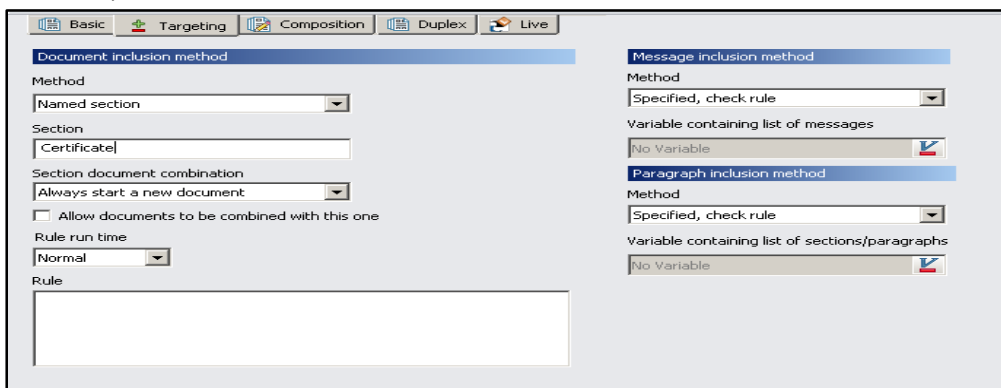 Basic Targeting Composition Duplex Live
Document inclusion method
Method
Named section
Section
Certificate
Section document combination
Always start a new document
Allow documents to be combined with this one
Rule run time
Normal
Rule
Message inclusion method
Method
Specified, check rule
Variable containing list of messages
No Variable
Paragraph inclusion method
Method
Specified, check rule
Variable containing list of sections/paragraphs
No Variable